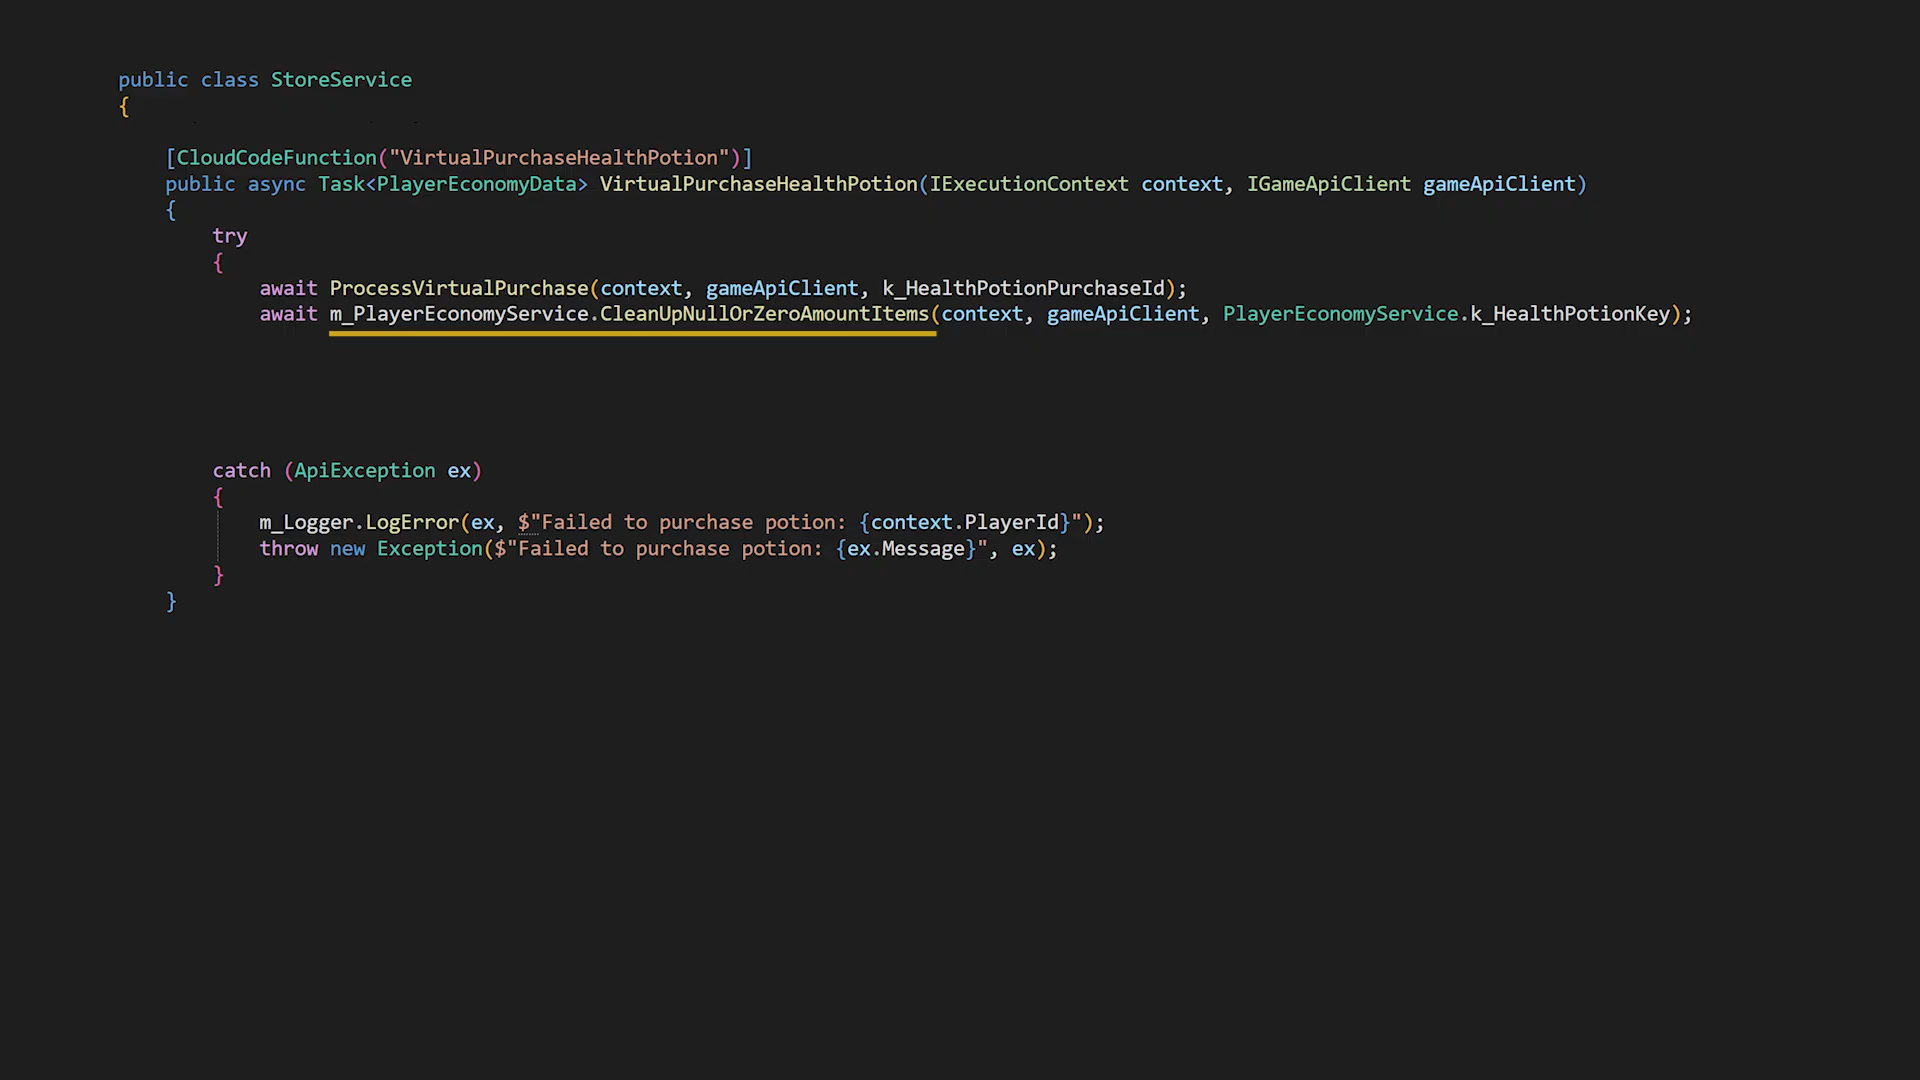 public class StoreService
{
[CloudCodeFunction("VirtualPurchaseHealthPotion")]
public async Task<PlayerEconomyData> VirtualPurchaseHealthPotion(IExecutionContext context, IGameApiClient gameApiClient)
{
try
{
await ProcessVirtualPurchase(context, gameApiClient, k_HealthPotionPurchaseId);
await m_PlayerEconomyService.CleanUpNullOrZeroAmountItems(context, gameApiClient, PlayerEconomyService.k_HealthPotionKey);
catch (ApiException ex)
{
m_Logger.LogError(ex, $"Failed to purchase potion: {context.PlayerId}");
throw new Exception($"Failed to purchase potion: {ex.Message}", ex);
}
}